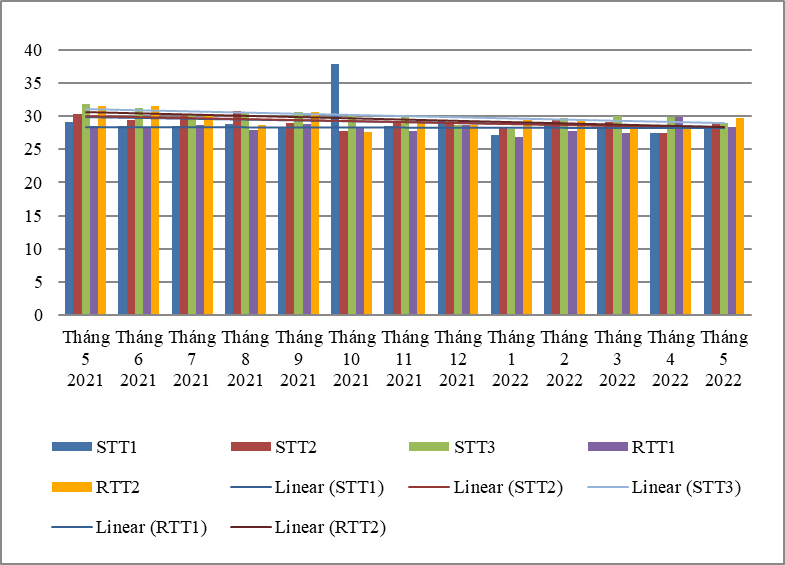 40
35
30
25
20
15
10
5
0
Tháng Tháng Tháng Tháng Tháng Tháng Tháng Tháng Tháng Tháng Tháng Tháng Tháng
5 6 7 8 9 10 11 12 1 2 3 4 5
2021 2021 2021 2021 2021 2021 2021 2021 2022 2022 2022 2022 2022
STT1 STT2 STT3 RTT1
RTT2 Linear (STT1) Linear (STT2) Linear (STT3)
Linear (RTT1) Linear (RTT2)